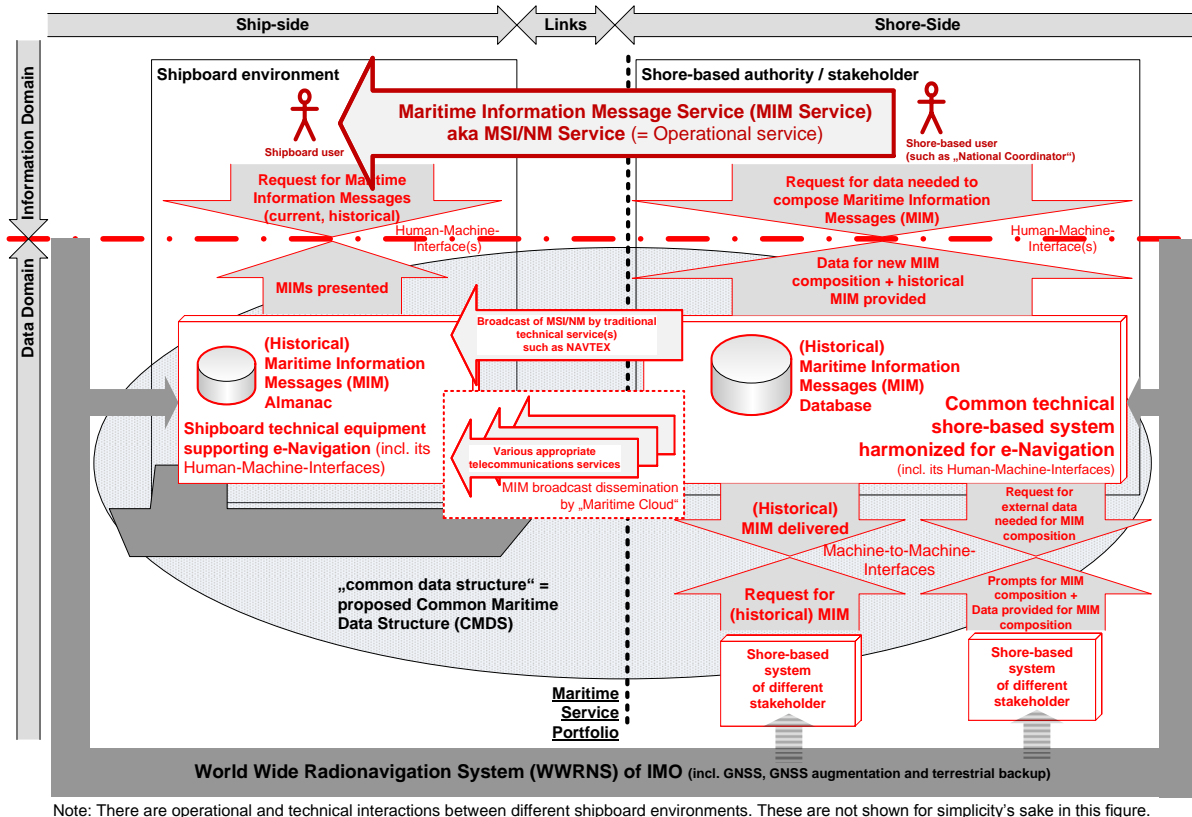 Ship-side
Links
Shore-Side
Information Domain
Data Domain
Shipboard environment
Shore-based authority / stakeholder
Maritime Information Message Service (MIM Service)
aka MSI/NM Service (= Operational service)
Shipboard user
Shore-based user
(such as „National Coordinator“)
Request for Maritime
Information Messages
(current, historical)
Human-Machine-
Interface(s)
Request for data needed to
compose Maritime Information
Messages (MIM)
Human-Machine-
Interface(s)
MIMs presented
Data for new MIM
composition + historical
MIM provided
Broadcast of MSI/NM by traditional
technical service(s)
such as NAVTEX
(Historical)
Maritime Information
Messages (MIM)
Almanac
Shipboard technical equipment
supporting e-Navigation (incl. its
Human-Machine-Interfaces)
(Historical)
Maritime Information
Messages (MIM)
Database
Common technical
shore-based system
harmonized for e-Navigation
(incl. its Human-Machine-Interfaces)
Various appropriate
telecommunications services
MIM broadcast dissemination
by „Maritime Cloud“
(Historical)
MIM delivered
Request for
external data
needed for MIM
composition
Machine-to-Machine-
Interfaces
Request for
(historical) MIM
Prompts for MIM
composition +
Data provided for MIM
composition
„common data structure“ =
proposed Common Maritime
Data Structure (CMDS)
Shore-based
system
of different
stakeholder
Shore-based
system
of different
stakeholder
Maritime
Service
Portfolio
World Wide Radionavigation System (WWRNS) of IMO (incl. GNSS, GNSS augmentation and terrestrial backup)
Note: There are operational and technical interactions between different shipboard environments. These are not shown for simplicity’s sake in this figure.